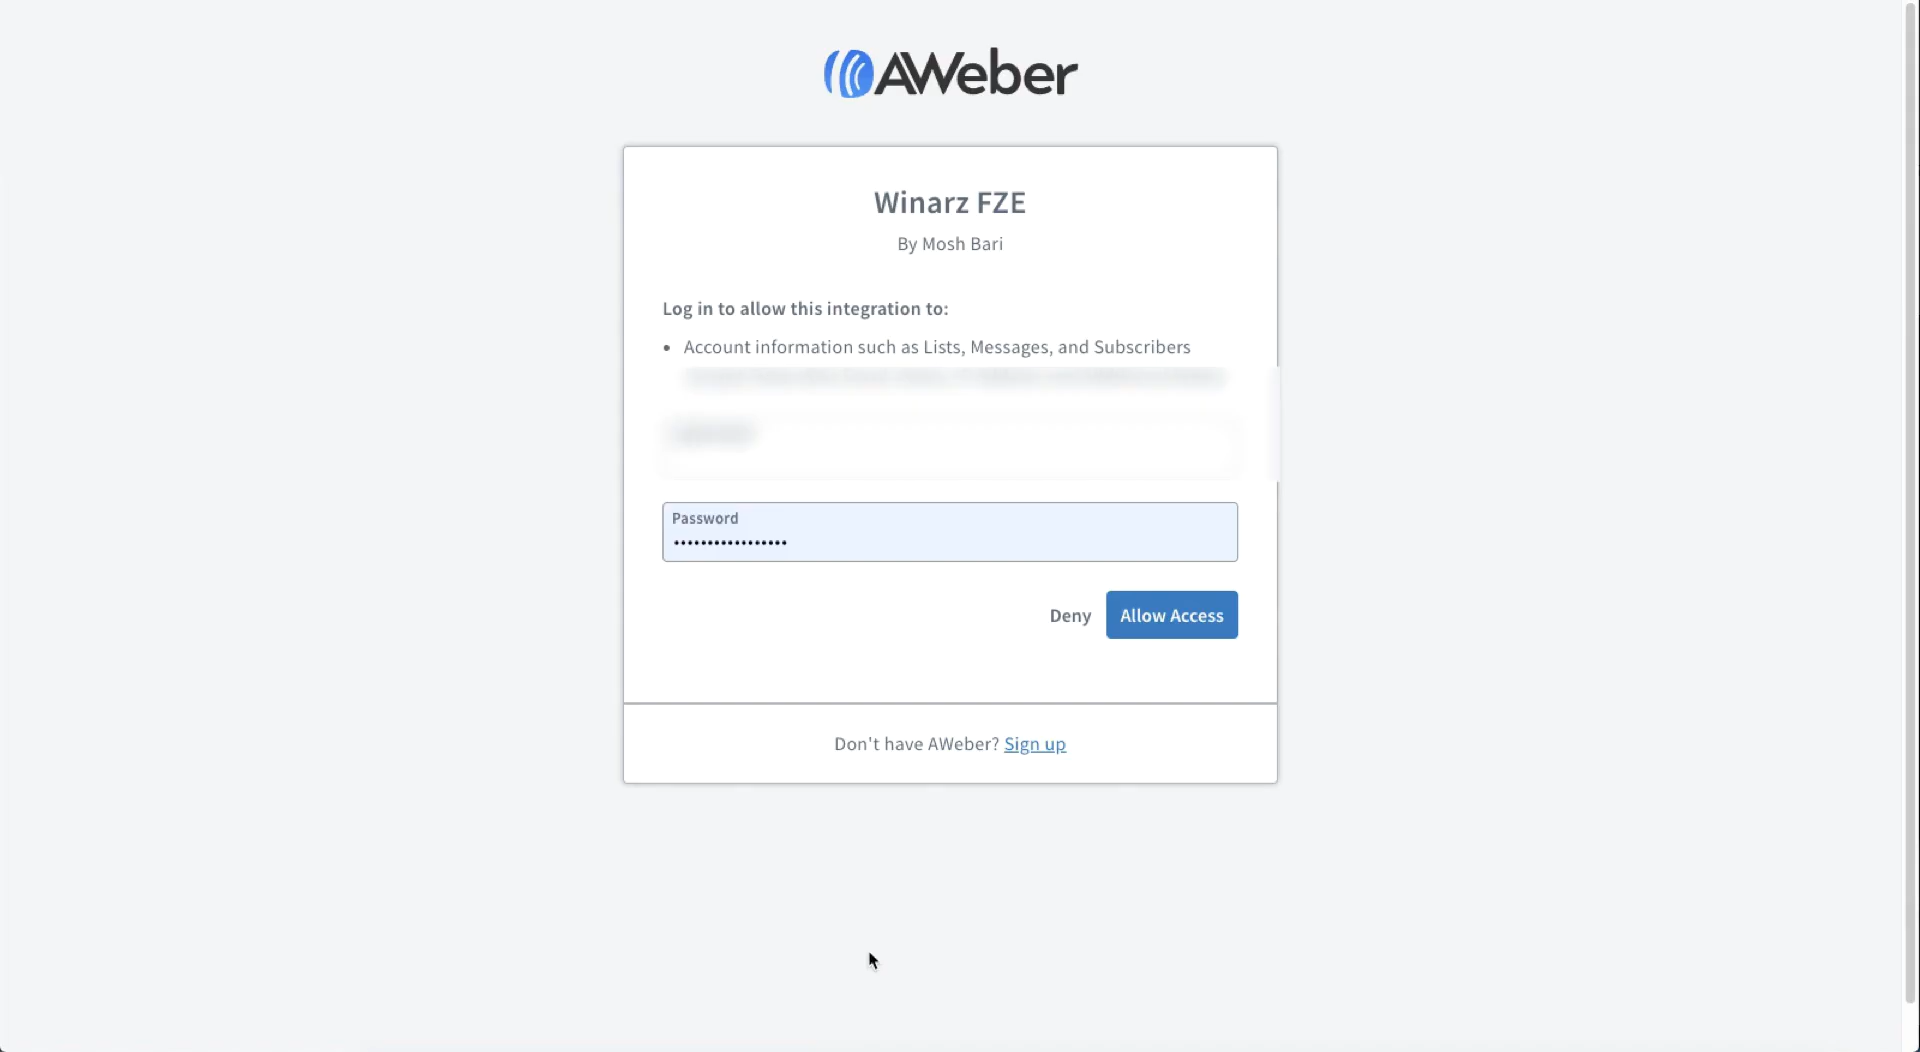 AWeber
Winarz FZE
By Mosh Bari
Log in to allow this integration to:
• Account information such as Lists, Messages, and Subscribers
Password
•••••••••••••••••
Deny
Allow Access
Don't have AWeber? Sign up